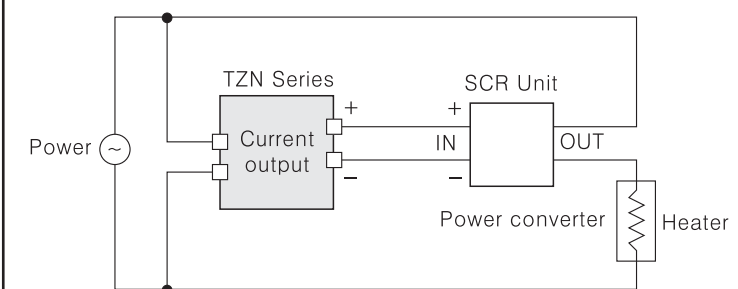 TZN Series
SCR Unit
+
+
Power
~
Current
output
IN
OUT
−
−
Power converter
Heater